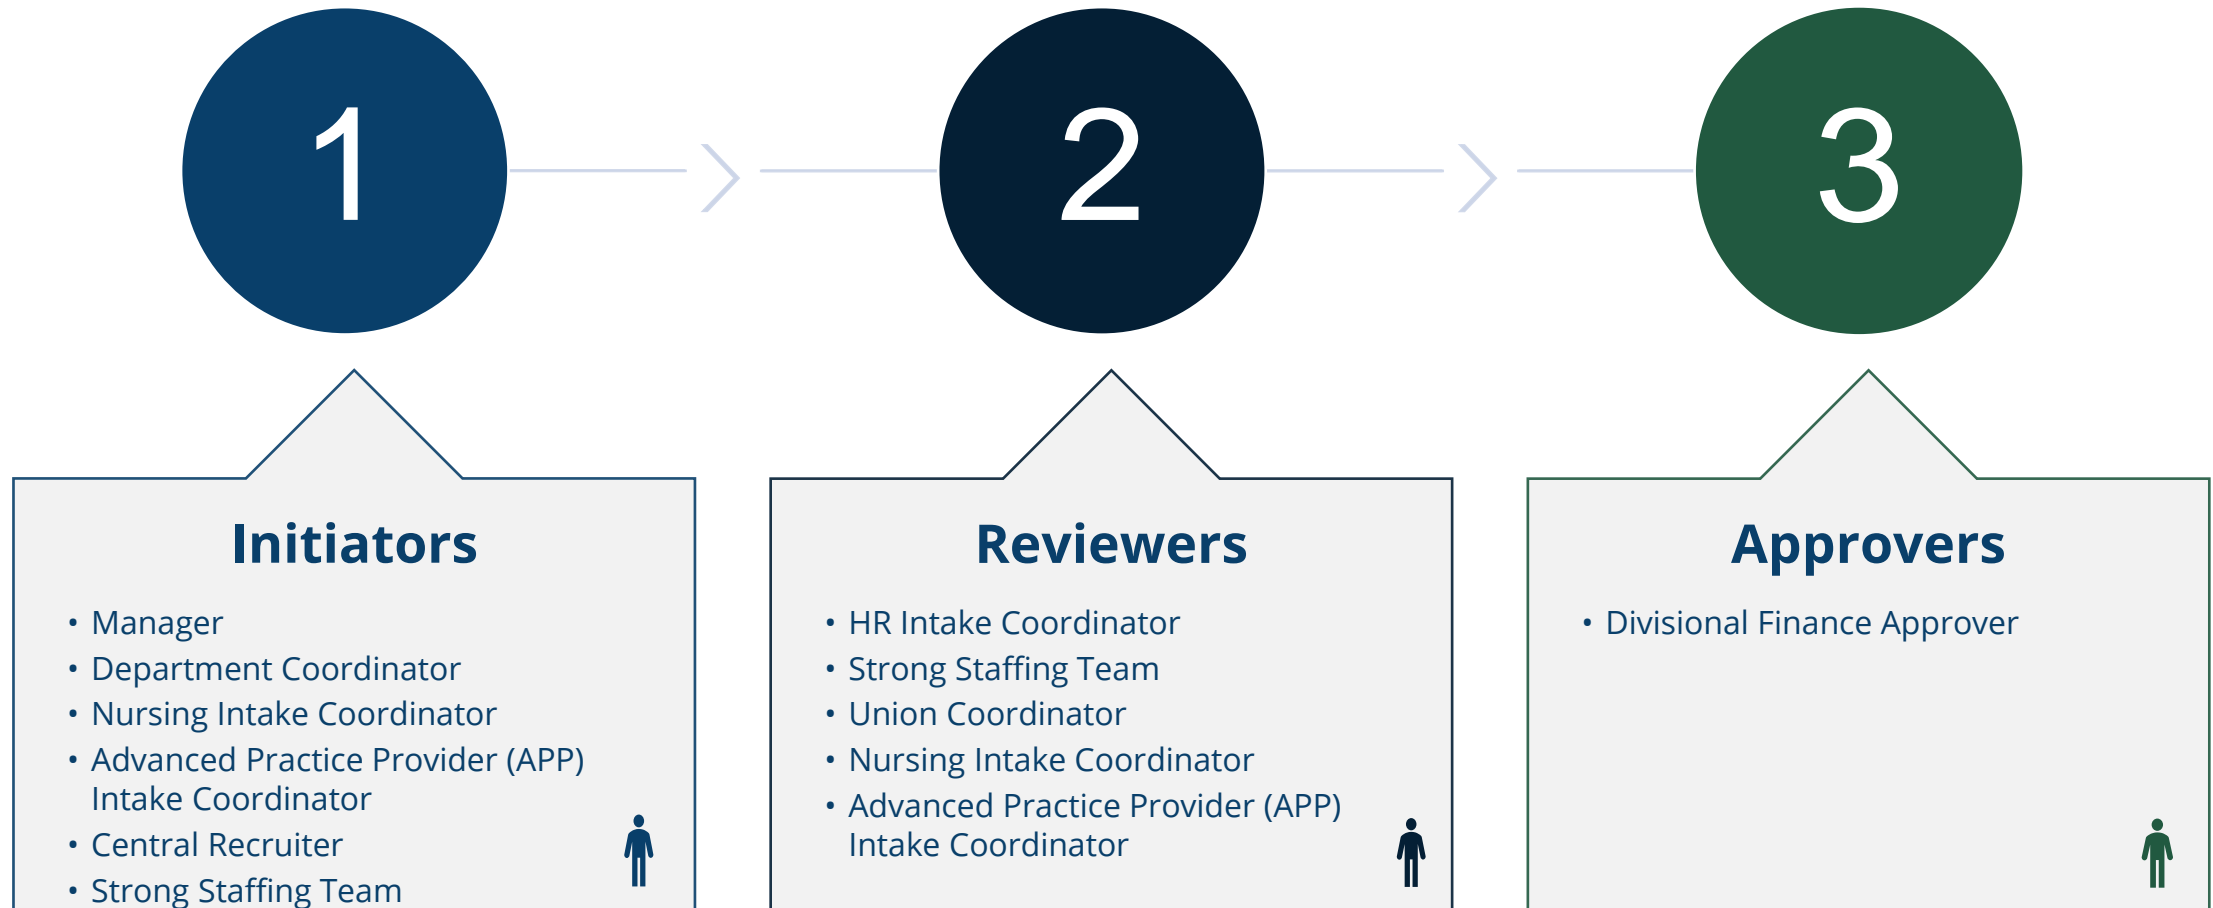 1
2
3
Initiators
• Manager
• Department Coordinator
• Nursing Intake Coordinator
• Advanced Practice Provider (APP)
Intake Coordinator
• Central Recruiter
• Strong Staffing Team
Reviewers
• HR Intake Coordinator
• Strong Staffing Team
• Union Coordinator
• Nursing Intake Coordinator
• Advanced Practice Provider (APP)
Intake Coordinator
Approvers
• Divisional Finance Approver